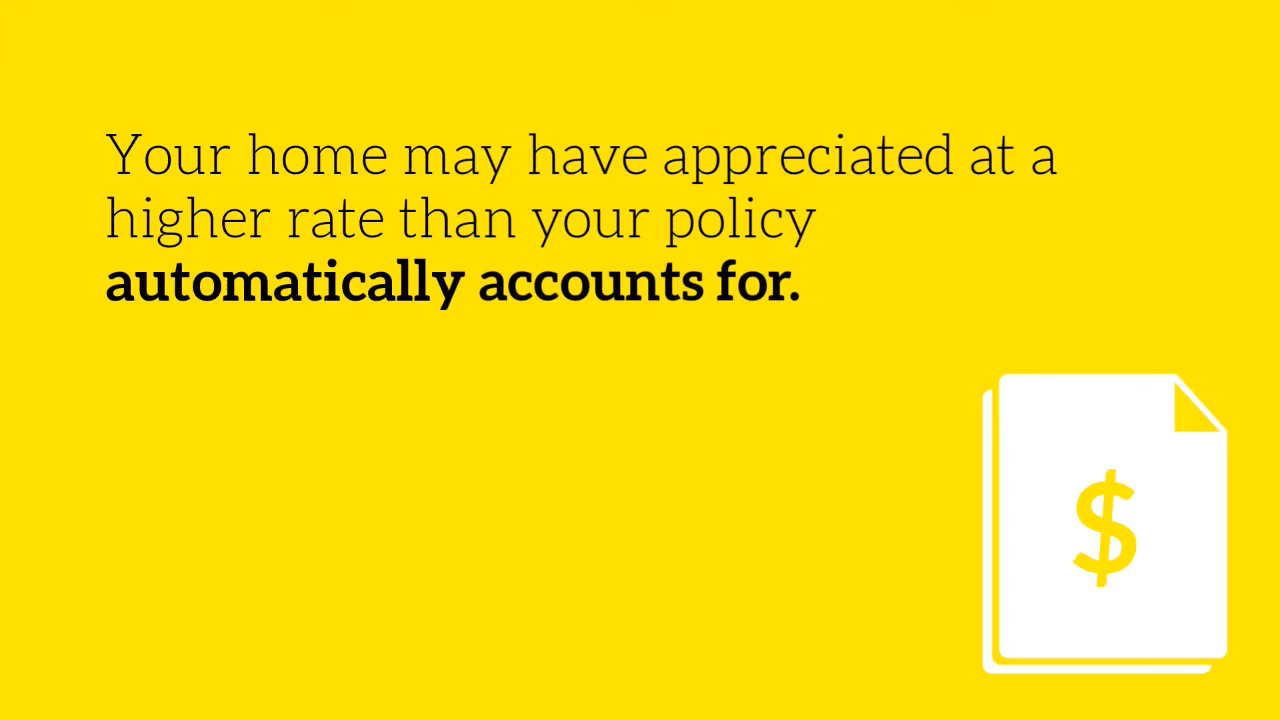 Your home may have appreciated at a
higher rate than your policy
automatically accounts for.
$